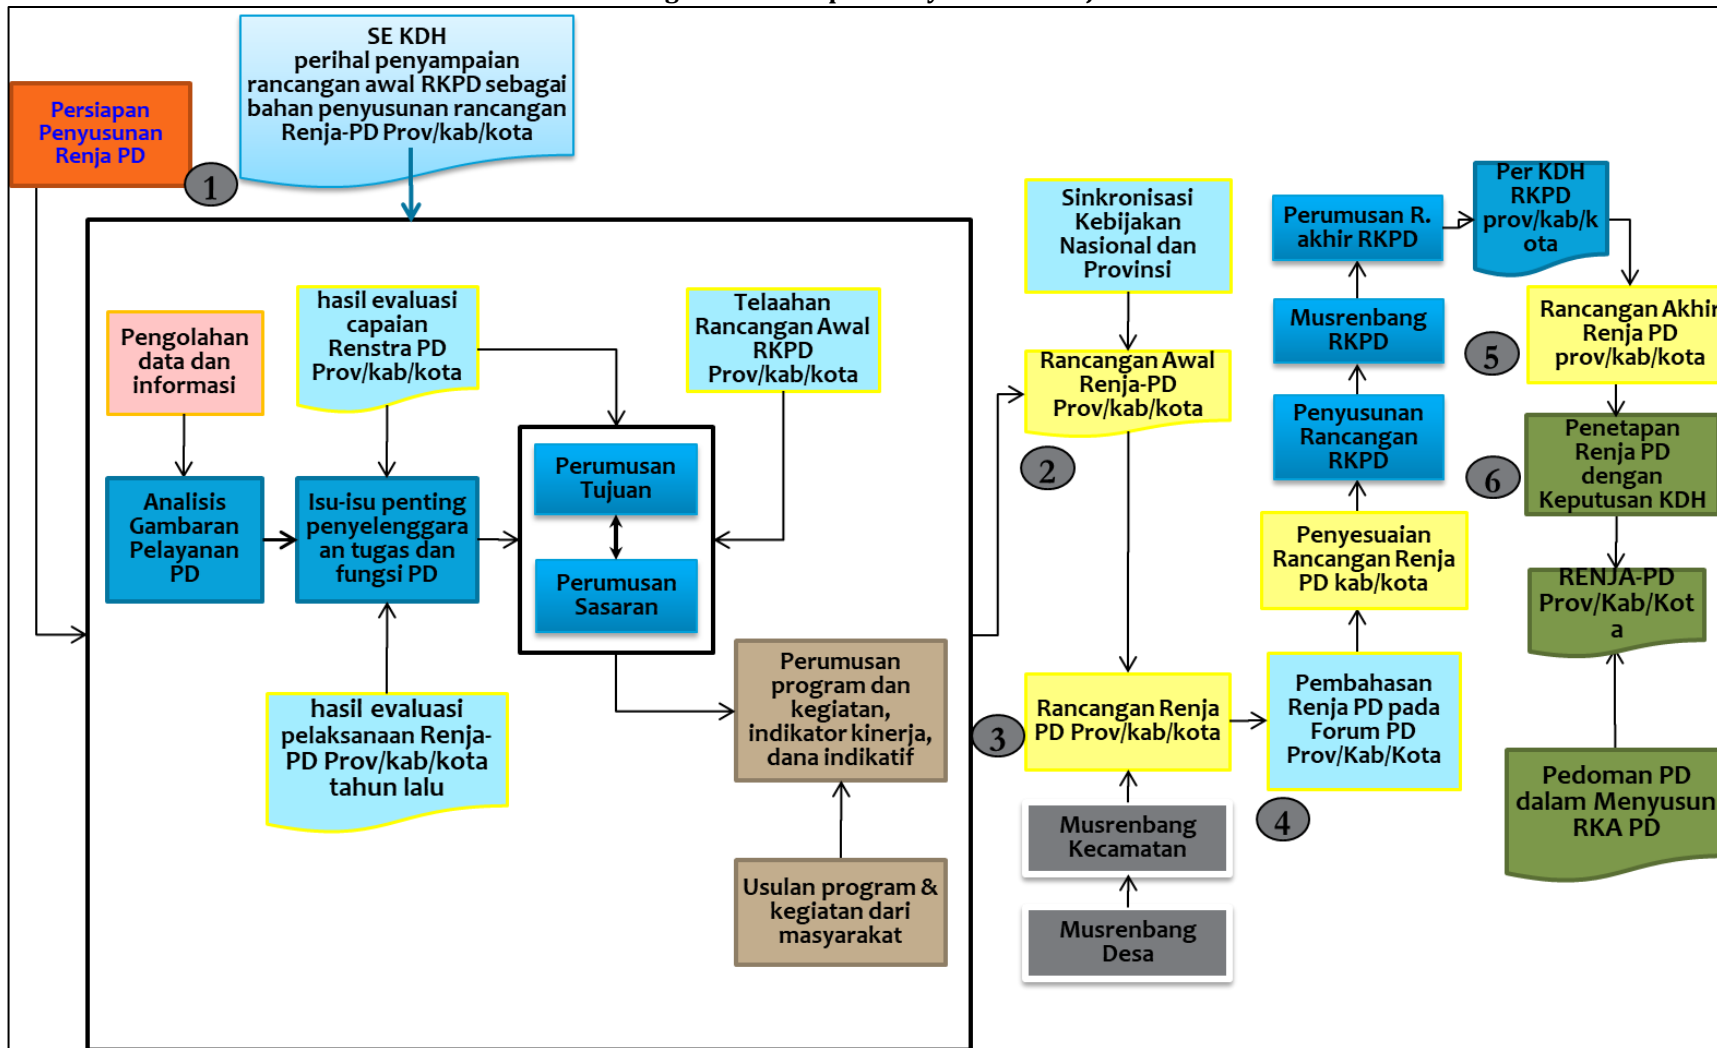 SE KDH
perihal penyampaian
rancangan awal RKPD sebagai
bahan penyusunan rancangan
Renja-PD Prov/kab/kota
Persiapan
Penyusunan
Renja PD
1
Pengolahan
data dan
informasi
hasil evaluasi
capaian
Renstra PD
Prov/kab/kota
Telaahan
Rancangan Awal
RKPD
Prov/kab/kota
Analisis
Gambaran
Pelayanan
PD
Isu-isu penting
penyelenggara
an tugas dan
fungsi PD
Perumusan
Tujuan
Perumusan
Sasaran
hasil evaluasi
pelaksanaan Renja-
PD Prov/kab/kota
tahun lalu
Perumusan
program dan
kegiatan,
indikator kinerja,
dana indikatif
Usulan program &
kegiatan dari
masyarakat
Sinkronisasi
Kebijakan
Nasional dan
Provinsi
Rancangan Awal
Renja-PD
Prov/kab/kota
2
3
Rancangan Renja
PD Prov/kab/kota
Musrenbang
Kecamatan
Musrenbang
Desa
Perumusan R.
akhir RKPD
Musrenbang
RKPD
Penyusunan
Rancangan
RKPD
Penyesuaian
Rancangan Renja
PD kab/kota
Pembahasan
Renja PD pada
Forum PD
Prov/Kab/Kota
4
Per KDH
RKPD
prov/kab/k
ota
5
Rancangan Akhir
Renja PD
prov/kab/kota
6
Penetapan
Renja PD
dengan
Keputusan KDH
RENJA-PD
Prov/Kab/Kot
a
Pedoman PD
dalam Menyusun
RKA PD